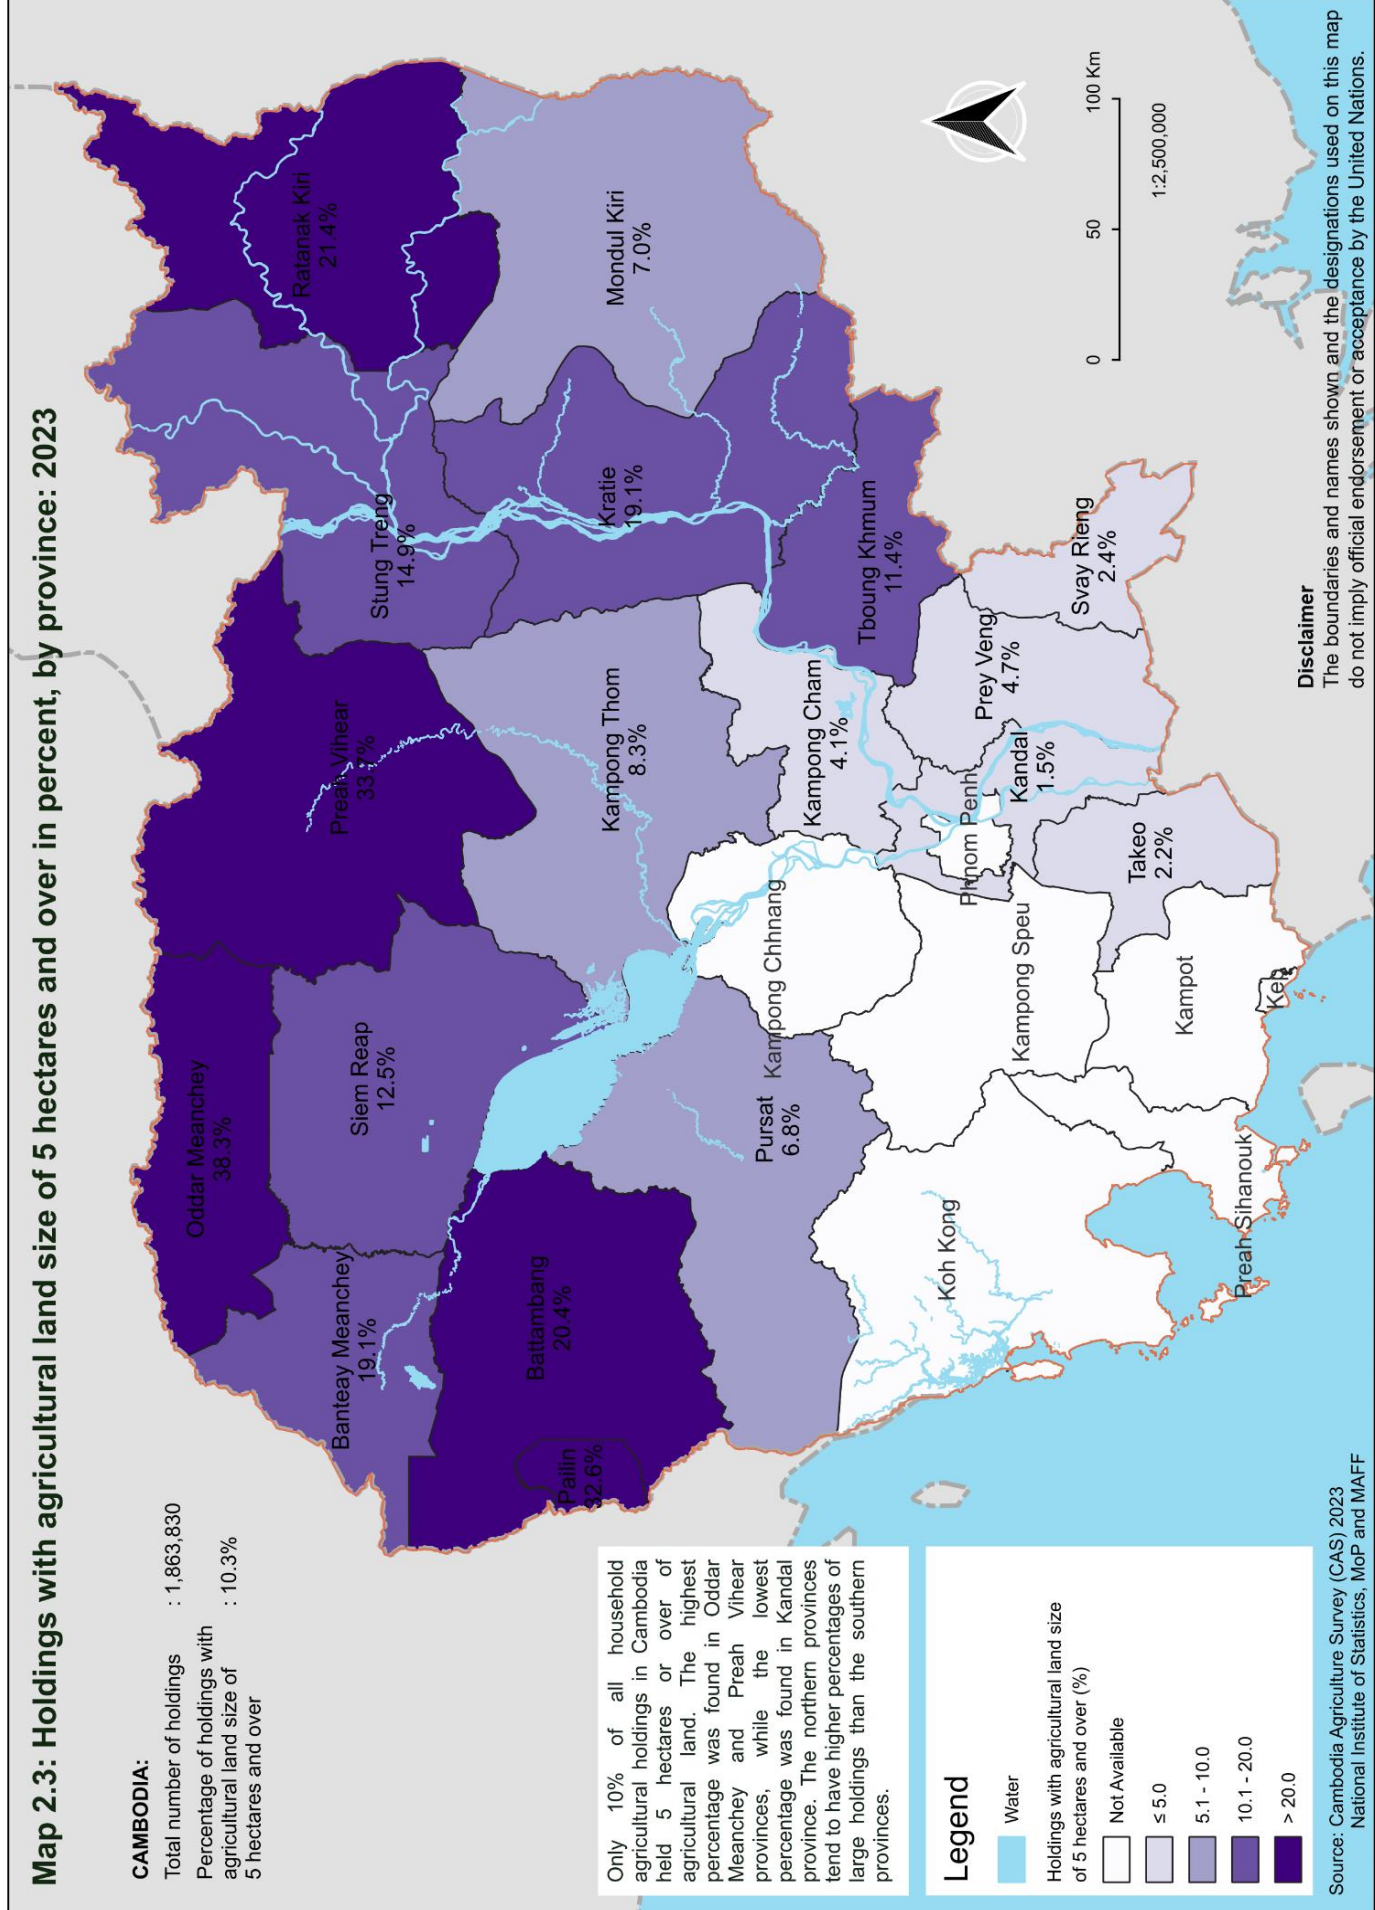 Map 2.3: Holdings with agricultural land size of 5 hectares and over in percent, by province: 2023
CAMBODIA:
Total number of holdings : 1,863,830
Percentage of holdings with
agricultural land size of : 10.3%
5 hectares and over
Oddar Meanchey
38.3%
Preah Vihear
33.7%
Stung Treng
14.9%
Ratanak Kiri
21.4%
Banteay Meanchey
19.1%
Siem Reap
12.5%
Battambang
20.4%
Pailin
32.6%
Kampong Thom
8.3%
Kratie
19.1%
Mondul Kiri
7.0%
Pursat
6.8%
Kampong Chhnang
Kampong Cham
4.1%
Tboung Khmum
11.4%
Koh Kong
Kampong Speu
Phnom Penh
Kandal
1.5%
Prey Veng
4.7%
Svay Rieng
2.4%
Takeo
2.2%
Kampot
Kep
Preah Sihanouk
Only 10% of all household
agricultural holdings in Cambodia
held 5 hectares or over of
agricultural land. The highest
percentage was found in Oddar
Meanchey and Preah Vihear
provinces, while the lowest
percentage was found in Kandal
province. The northern provinces
tend to have higher percentages of
large holdings than the southern
provinces.
Legend
Water
Holdings with agricultural land size
of 5 hectares and over (%)
Not Available
≤ 5.0
5.1 - 10.0
10.1 - 20.0
> 20.0
0 50 100 Km
1:2,500,000
Source: Cambodia Agriculture Survey (CAS) 2023
National Institute of Statistics, MoP and MAFF
Disclaimer
The boundaries and names shown and the designations used on this map
do not imply official endorsement or acceptance by the United Nations.